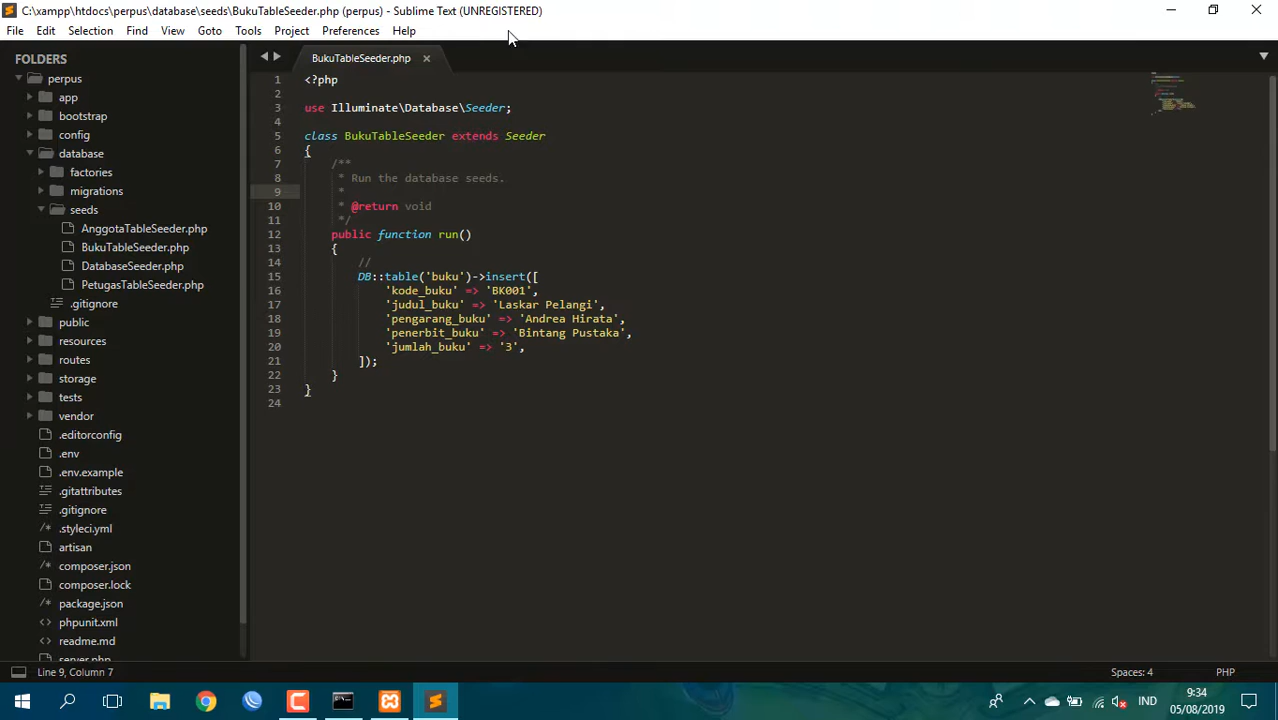 C:\xampp\htdocs\perpus\database\seeds\BukuTableSeeder.php (perpus) - Sublime Text (UNREGISTERED)
File Edit Selection Find View Goto Tools Project Preferences Help
FOLDERS
perpus
app
bootstrap
config
database
factories
migrations
seeds
AnggotaTableSeeder.php
BukuTableSeeder.php
DatabaseSeeder.php
PetugasTableSeeder.php
.gitignore
public
resources
routes
storage
tests
vendor
.editorconfig
.env
.env.example
.gitattributes
.gitignore
.styleci.yml
artisan
composer.json
composer.lock
package.json
phpunit.xml
readme.md
server.php
BukuTableSeeder.php
1 <?php
2
3 use Illuminate\Database\Seeder;
4
5 class BukuTableSeeder extends Seeder
6 {
7 /**
8 * Run the database seeds.
9 *
10 * @return void
11 */
12 public function run()
13 {
14 //
15 DB::table('buku')->insert([
16 'kode_buku' => 'BK001',
17 'judul_buku' => 'Laskar Pelangi',
18 'pengarang_buku' => 'Andrea Hirata',
19 'penerbit_buku' => 'Bintang Pustaka',
20 'jumlah_buku' => '3',
21 ]);
22 }
23 }
24
Line 9, Column 7
Spaces: 4
PHP
IND
9:34
05/08/2019